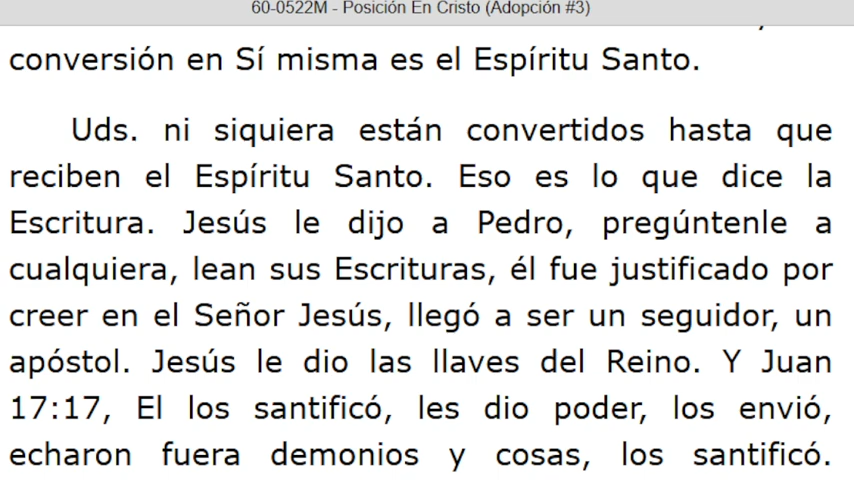 60-0522M - Posición En Cristo (Adopción #3)
conversión en Sí misma es el Espíritu Santo.
Uds. ni siquiera están convertidos hasta que
reciben el Espíritu Santo. Eso es lo que dice la
Escritura. Jesús le dijo a Pedro, pregúntenle a
cualquiera, lean sus Escrituras, él fue justificado por
creer en el Señor Jesús, llegó a ser un seguidor, un
apóstol. Jesús le dio las llaves del Reino. Y Juan
17:17, El los santificó, les dio poder, los envió,
echaron fuera demonios y cosas, los santificó.